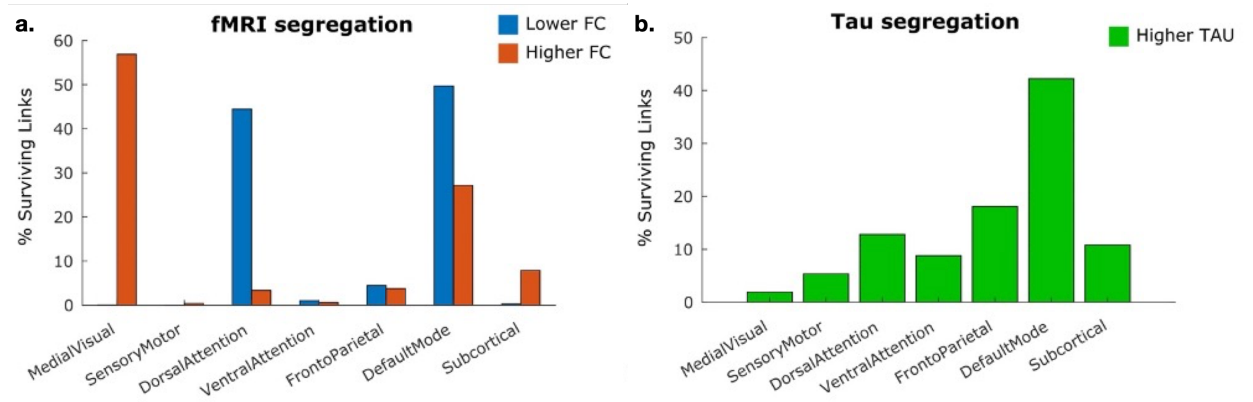 a.
fMRI segregation
Lower FC
Higher FC
% Surviving Links
60
50
40
30
20
10
0
MedialVisual
SensoryMotor
DorsalAttention
VentralAttention
FrontoParietal
DefaultMode
Subcortical
b.
Tau segregation
Higher TAU
% Surviving Links
50
40
30
20
10
0
MedialVisual
SensoryMotor
DorsalAttention
VentralAttention
FrontoParietal
DefaultMode
Subcortical